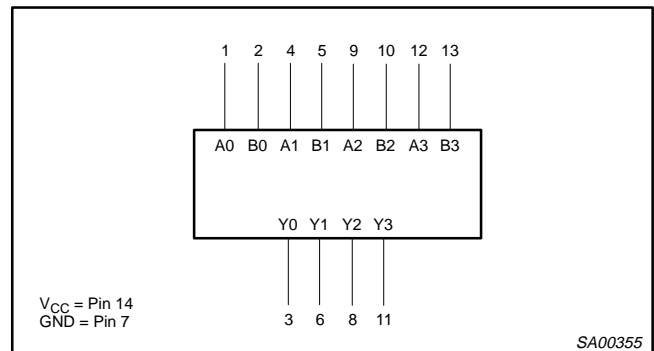 1 2 4 5 9 10 12 13
A0 B0 A1 B1 A2 B2 A3 B3
Y0 Y1 Y2 Y3
VCC = Pin 14
GND = Pin 7
3 6 8 11
SA00355